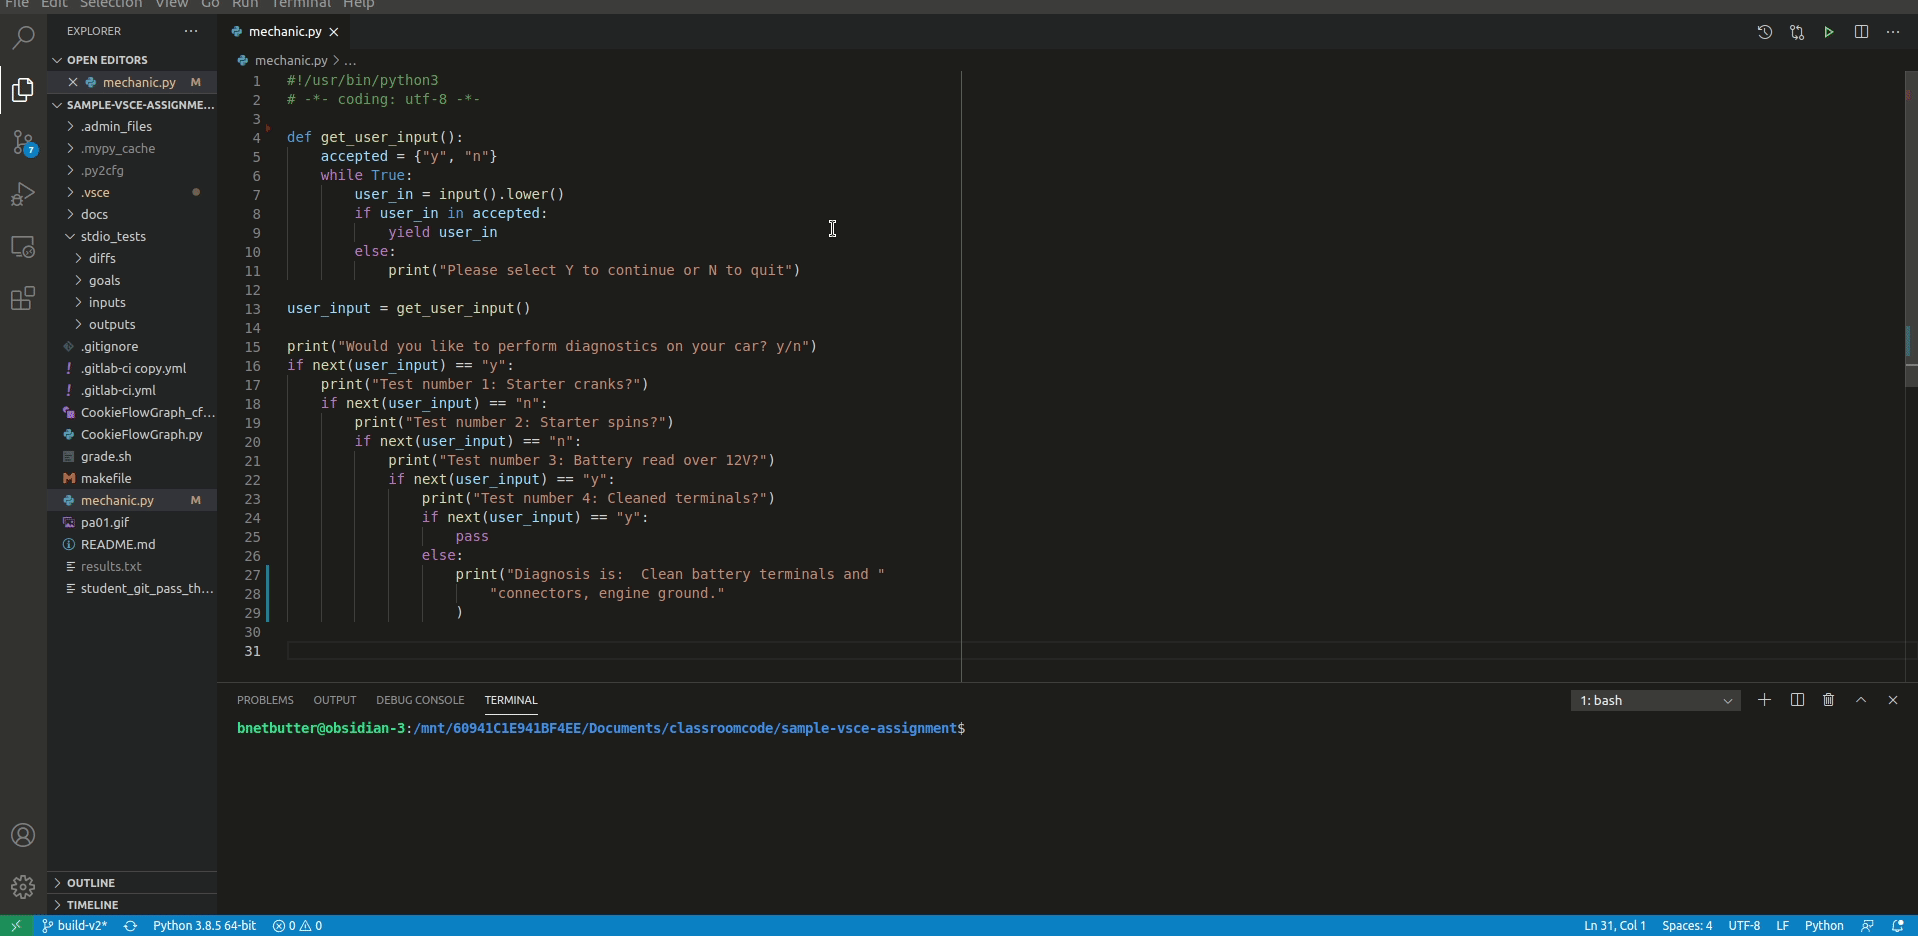 File Edit Selection View Go Run Terminal Help
EXPLORER ···
OPEN EDITORS
mechanic.py M
SAMPLE-VSCE-ASSIGNME...
.admin_files
.mypy_cache
.py2cfg
.vsce
docs
stdio_tests
diffs
goals
inputs
outputs
.gitignore
.gitlab-ci copy.yml
.gitlab-ci.yml
CookieFlowGraph_cf...
CookieFlowGraph.py
grade.sh
makefile
mechanic.py M
pa01.gif
README.md
results.txt
student_git_pass_th...
OUTLINE
TIMELINE
7
mechanic.py
mechanic.py > ...
1 #!/usr/bin/python3
2 # -*- coding: utf-8 -*-
3
4 def get_user_input():
5     accepted = {"y", "n"}
6     while True:
7         user_in = input().lower()
8         if user_in in accepted:
9             yield user_in
10         else:
11             print("Please select Y to continue or N to quit")
12
13 user_input = get_user_input()
14
15 print("Would you like to perform diagnostics on your car? y/n")
16 if next(user_input) == "y":
17     print("Test number 1: Starter cranks?")
18     if next(user_input) == "n":
19         print("Test number 2: Starter spins?")
20         if next(user_input) == "n":
21             print("Test number 3: Battery read over 12V?")
22             if next(user_input) == "y":
23                 print("Test number 4: Cleaned terminals?")
24                 if next(user_input) == "y":
25                     pass
26                 else:
27                     print("Diagnosis is:  Clean battery terminals and "
28                         "connectors, engine ground."
29                     )
30
31
PROBLEMS OUTPUT DEBUG CONSOLE TERMINAL 1: bash
bnetbutter@obsidian-3:/mnt/60941C1E941BF4EE/Documents/classroomcode/sample-vsce-assignment$
build-v2* Python 3.8.5 64-bit 0 0 Ln 31, Col 1 Spaces: 4 UTF-8 LF Python